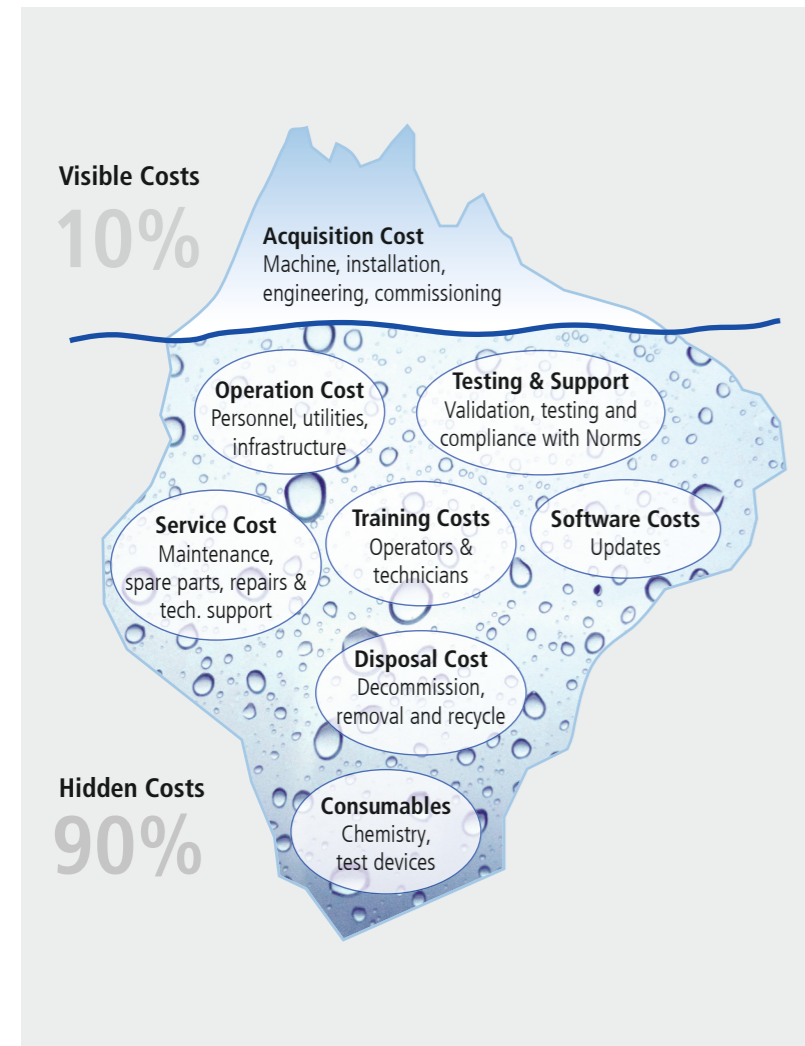 Visible Costs
10%
Acquisition Cost
Machine, installation,
engineering, commissioning
Operation Cost
Personnel, utilities,
infrastructure
Testing & Support
Validation, testing and
compliance with Norms
Service Cost
Maintenance,
spare parts, repairs &
tech. support
Training Costs
Operators &
technicians
Software Costs
Updates
Disposal Cost
Decommission,
removal and recycle
Hidden Costs
90%
Consumables
Chemistry,
test devices